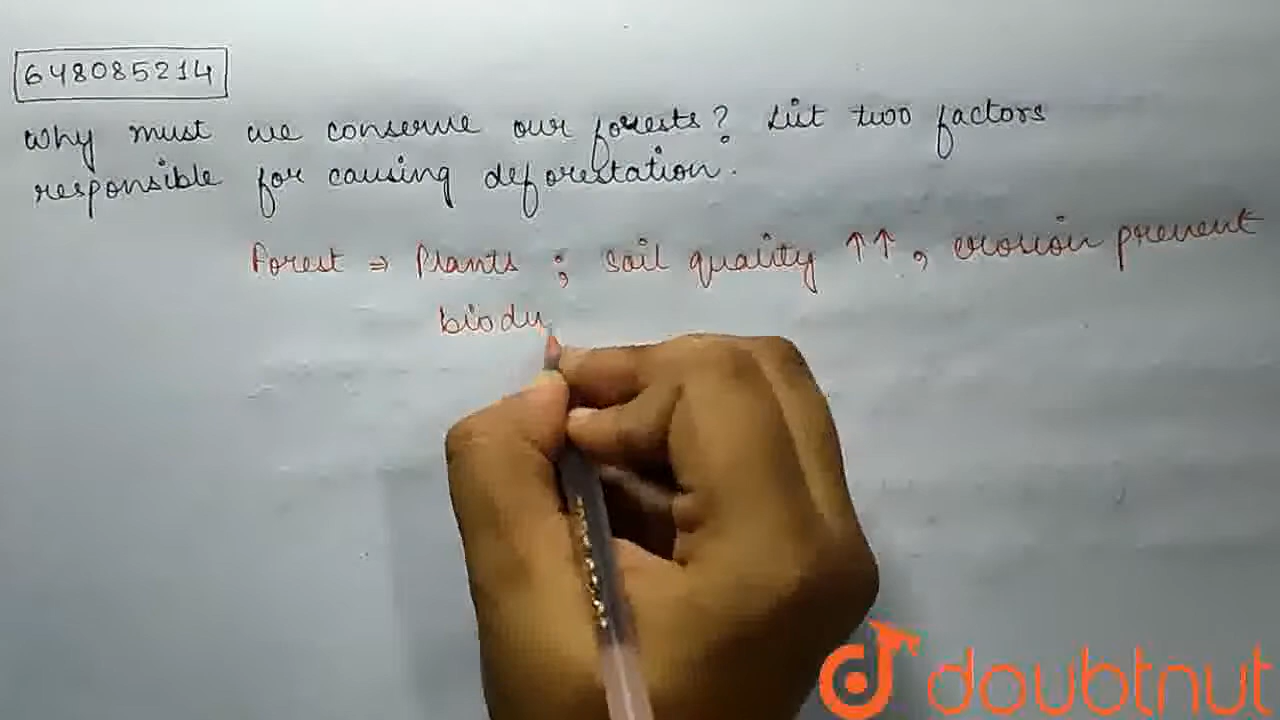 648085214
Why must we conserve our forests? List two factors
responsible for causing deforestation.
Forest ⇒ Plants ; soil quality ↑↑ , erosion prevent
biodiv
doubtnut